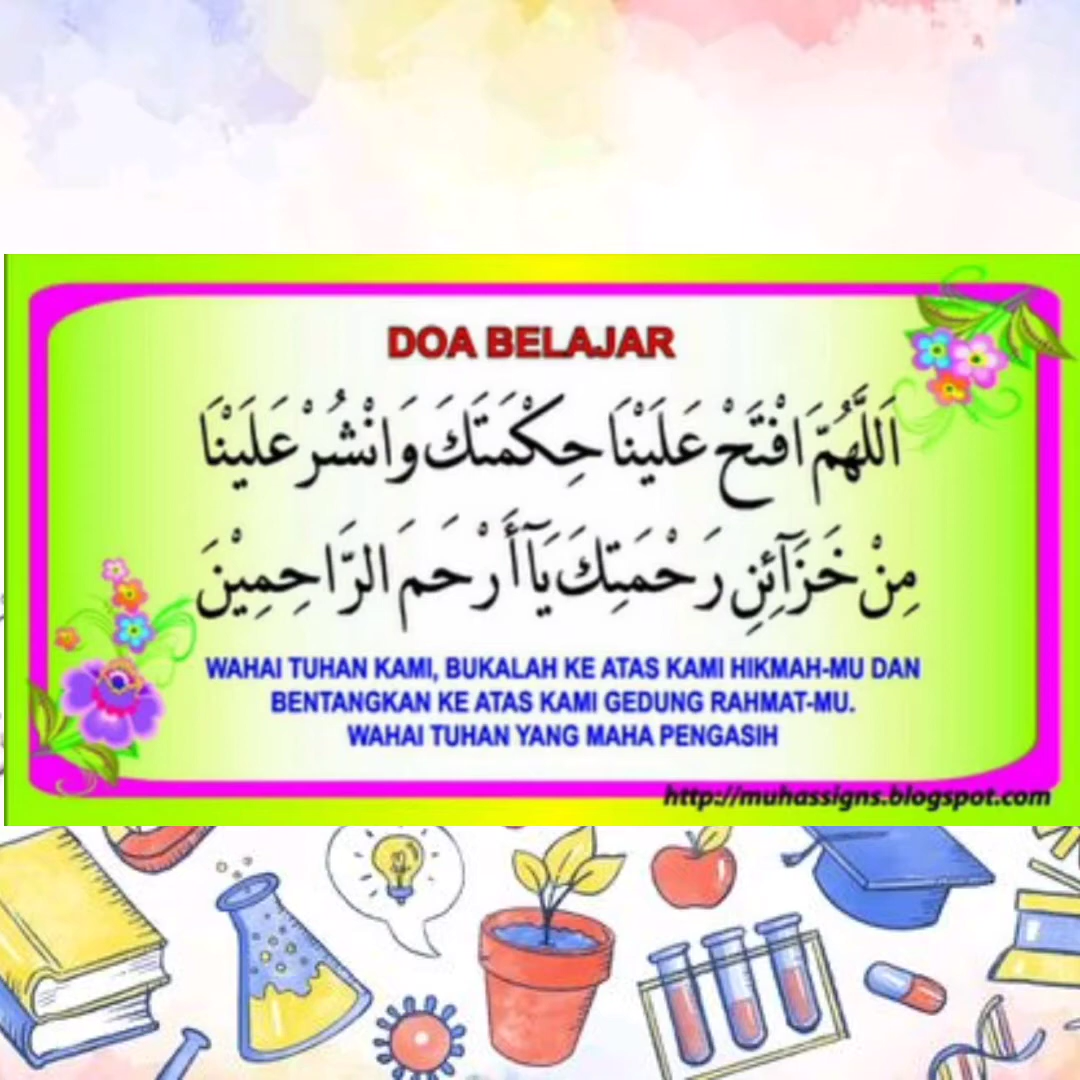 DOA BELAJAR
اَللّٰهُمَّ افْتَحْ عَلَيْنَا حِكْمَتَكَ وَانْشُرْ عَلَيْنَا
مِنْ خَزَآئِنِ رَحْمَتِكَ يَآ أَرْحَمَ الرَّاحِمِيْنَ
WAHAI TUHAN KAMI, BUKALAH KE ATAS KAMI HIKMAH-MU DAN
BENTANGKAN KE ATAS KAMI GEDUNG RAHMAT-MU.
WAHAI TUHAN YANG MAHA PENGASIH
http://muhassigns.blogspot.com